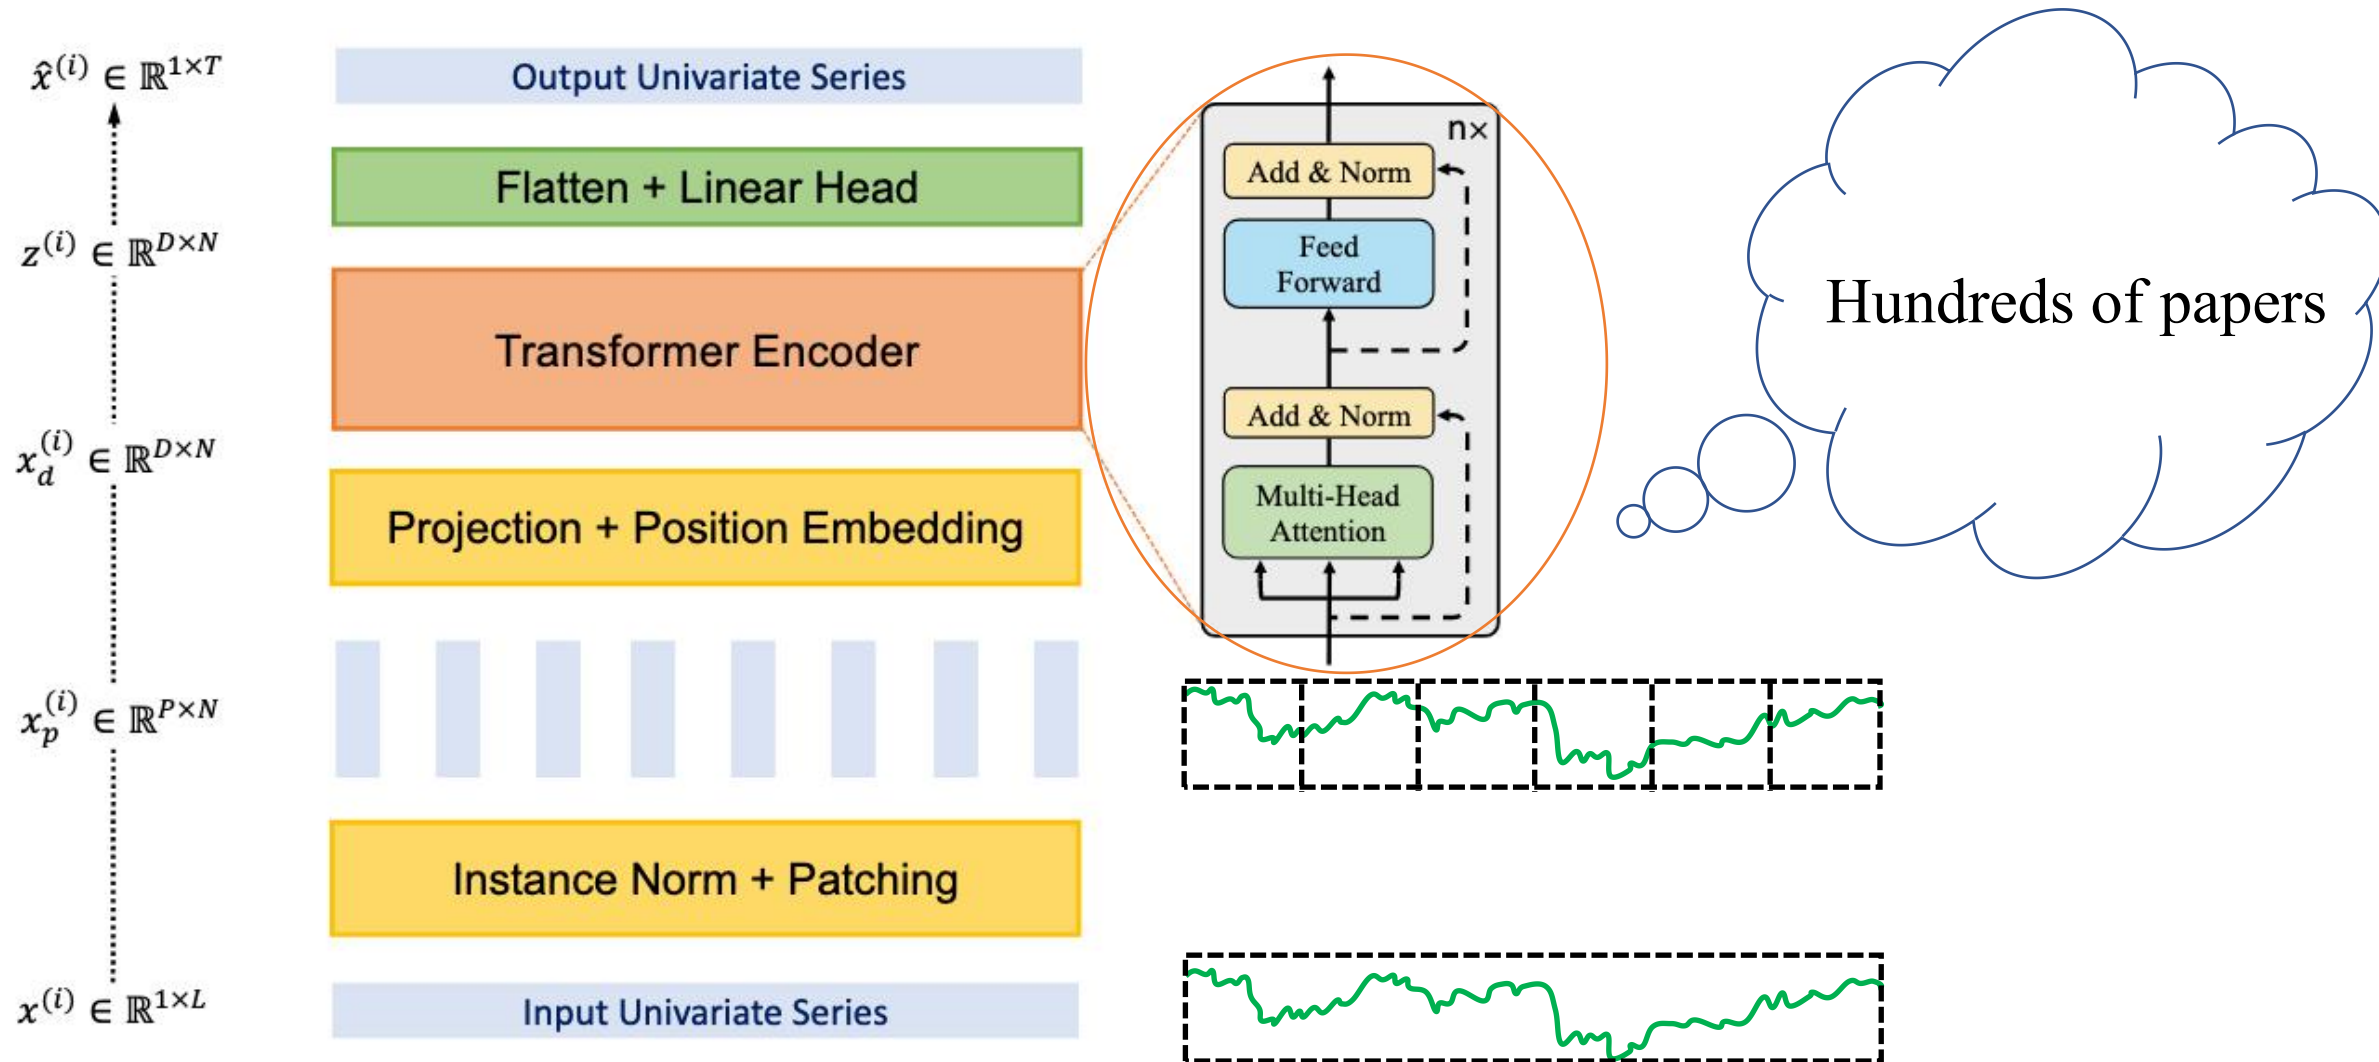 x̂^(i) ∈ ℝ^{1×T}
Output Univariate Series
Flatten + Linear Head
z^(i) ∈ ℝ^{D×N}
Transformer Encoder
x_d^(i) ∈ ℝ^{D×N}
Projection + Position Embedding
x_p^(i) ∈ ℝ^{P×N}
Instance Norm + Patching
x^(i) ∈ ℝ^{1×L}
Input Univariate Series
n×
Add & Norm
Feed
Forward
Add & Norm
Multi-Head
Attention
Hundreds of papers